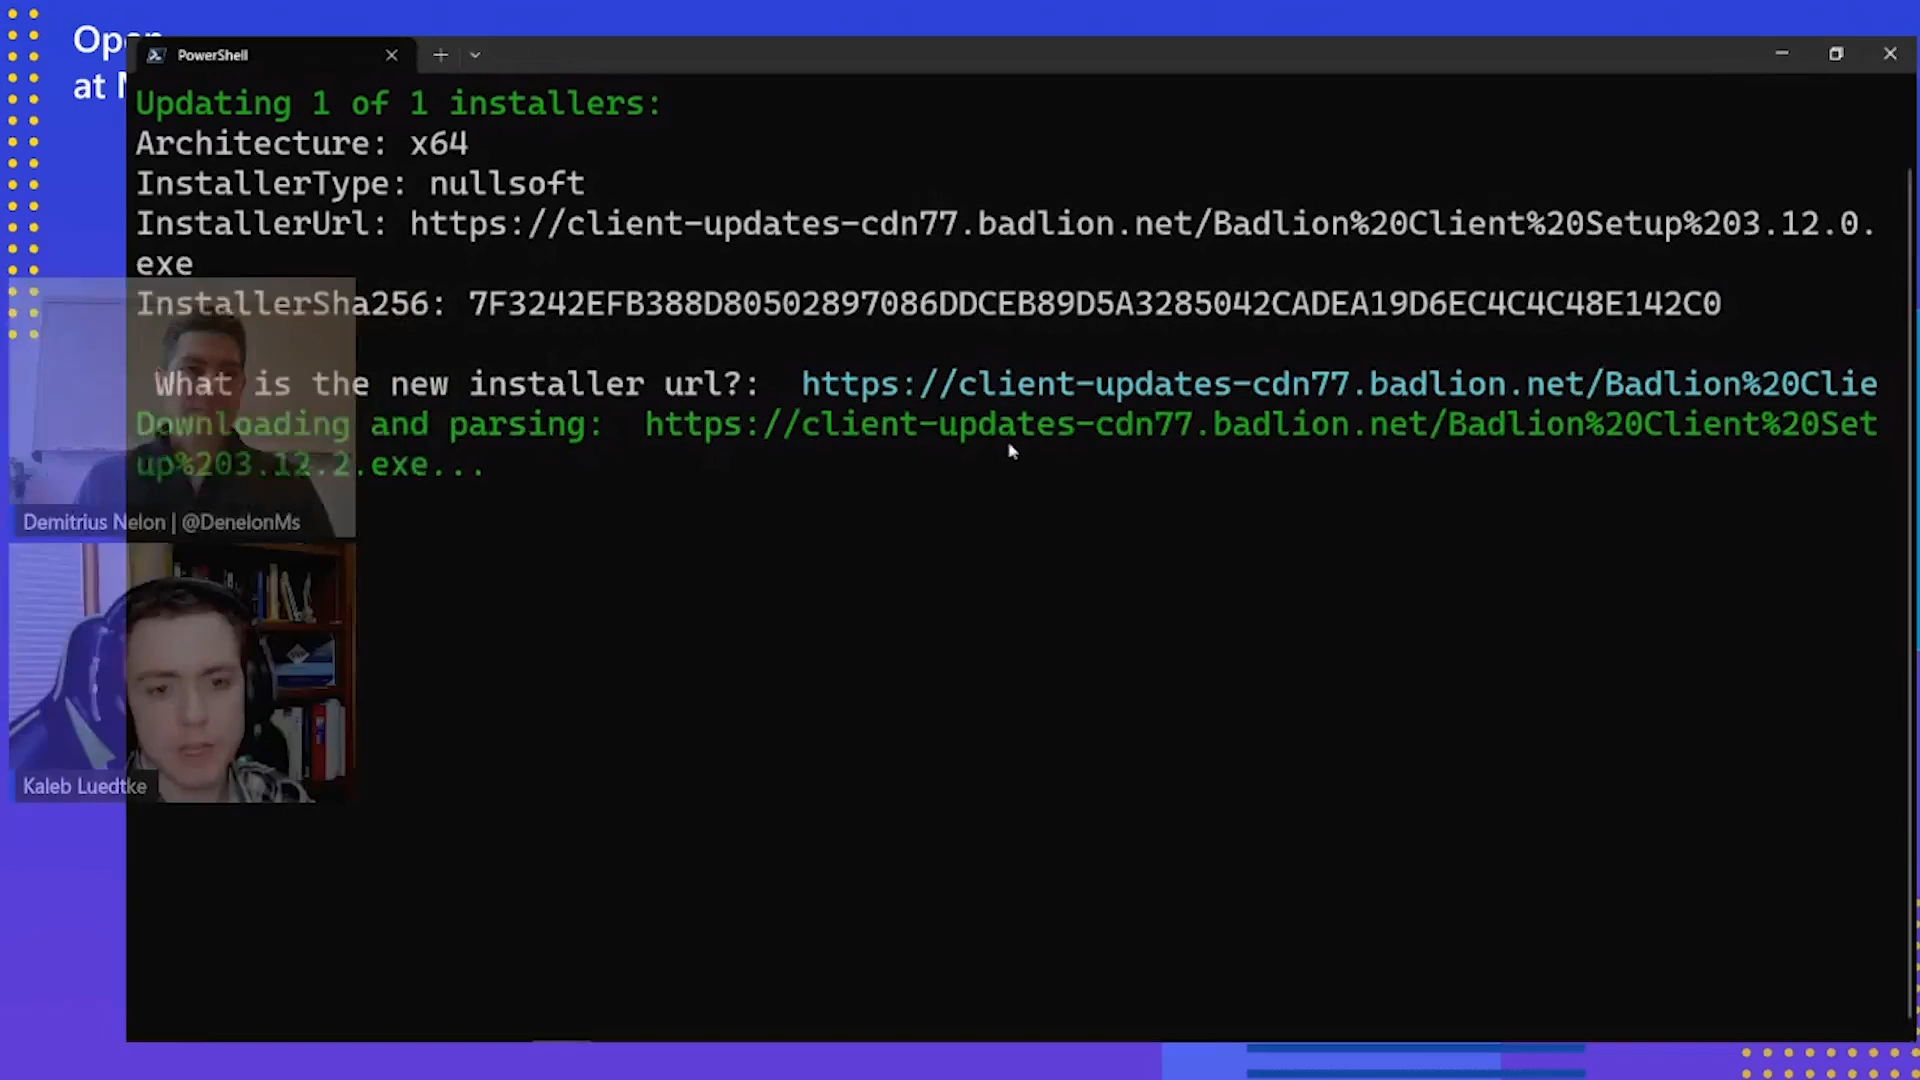 Open
at M
PowerShell
Updating 1 of 1 installers:
Architecture: x64
InstallerType: nullsoft
InstallerUrl: https://client-updates-cdn77.badlion.net/Badlion%20Client%20Setup%203.12.0.
exe
InstallerSha256: 7F3242EFB388D80502897086DDCEB89D5A3285042CADEA19D6EC4C4C48E142C0
What is the new installer url?: https://client-updates-cdn77.badlion.net/Badlion%20Clie
Downloading and parsing: https://client-updates-cdn77.badlion.net/Badlion%20Client%20Set
up%203.12.2.exe...
Demitrius Nelon | @DenelonMs
Kaleb Luedtke